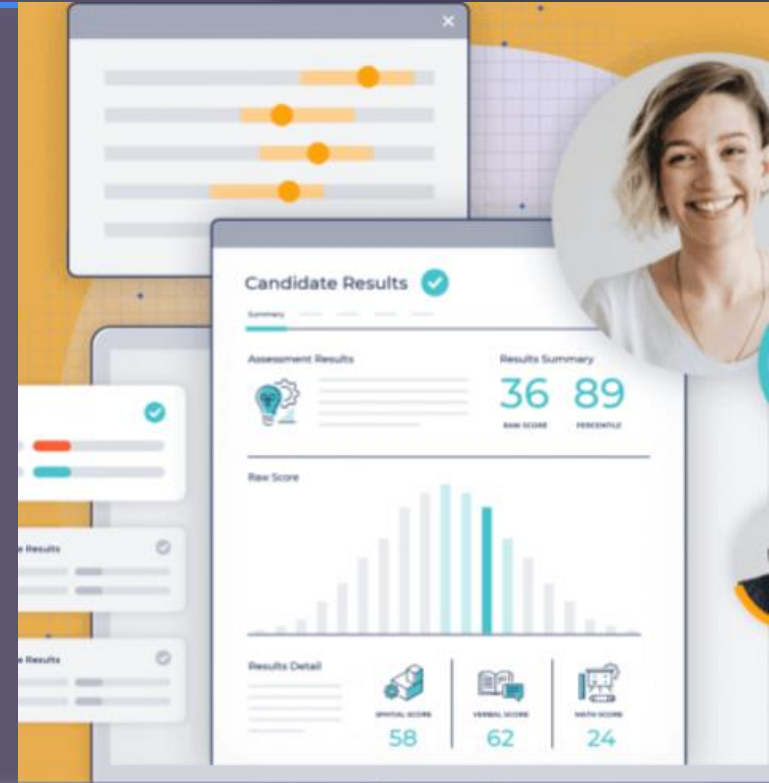 Candidate Results
Summary
Assessment Results
Results Summary
36 89
RAW SCORE PERCENTILE
Raw Score
Results
Results
Results Detail
SPATIAL SCORE VERBAL SCORE MATH SCORE
58 62 24